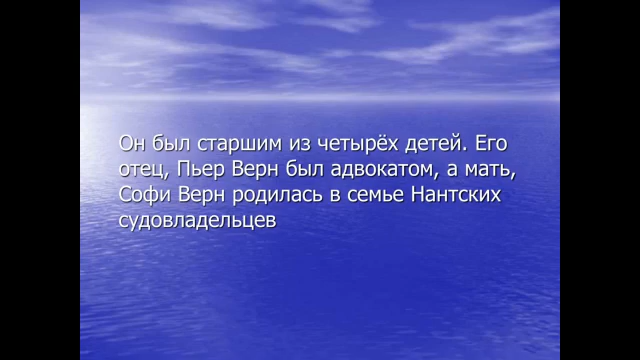 Он был старшим из четырёх детей. Его
отец, Пьер Верн был адвокатом, а мать,
Софи Верн родилась в семье Нантских
судовладельцев